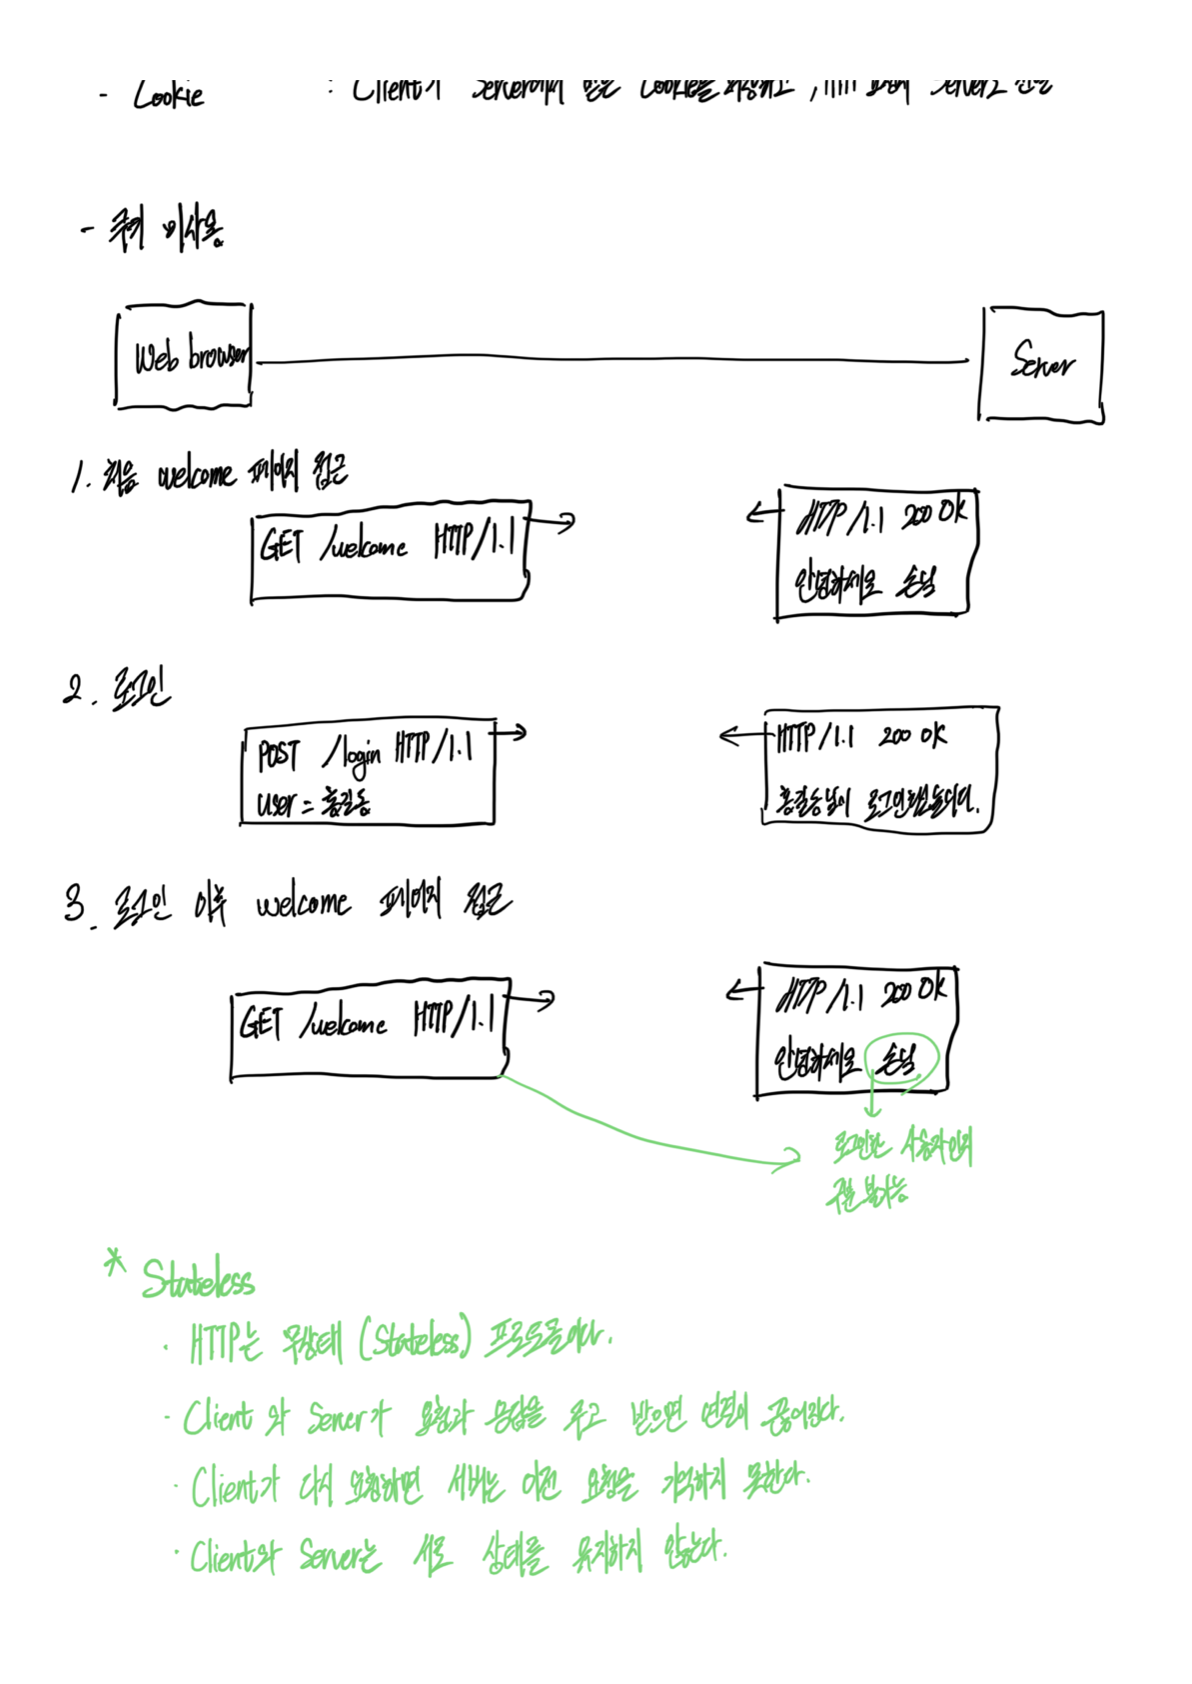 - Cookie : Client가 Server에서 받은 Cookie를 저장하고, HTTP 요청시 Server로 전달
- 쿠키 미사용
Web browser Server
1. 처음 welcome 페이지 접근
GET /welcome HTTP/1.1 HTTP/1.1 200 OK
안녕하세요 손님
2. 로그인
POST /login HTTP/1.1 HTTP/1.1 200 OK
user = 홍길동 홍길동님이 로그인했습니다.
3. 로그인 이후 welcome 페이지 접근
GET /welcome HTTP/1.1 HTTP/1.1 200 OK
안녕하세요 손님
로그인한 사용자인지
구분 불가능
* Stateless
· HTTP는 무상태 (Stateless) 프로토콜이다.
· Client 와 Server가 요청과 응답을 주고 받으면 연결이 끊어진다.
· Client가 다시 요청하면 서버는 이전 요청을 기억하지 못한다.
· Client와 Server는 서로 상태를 유지하지 않는다.